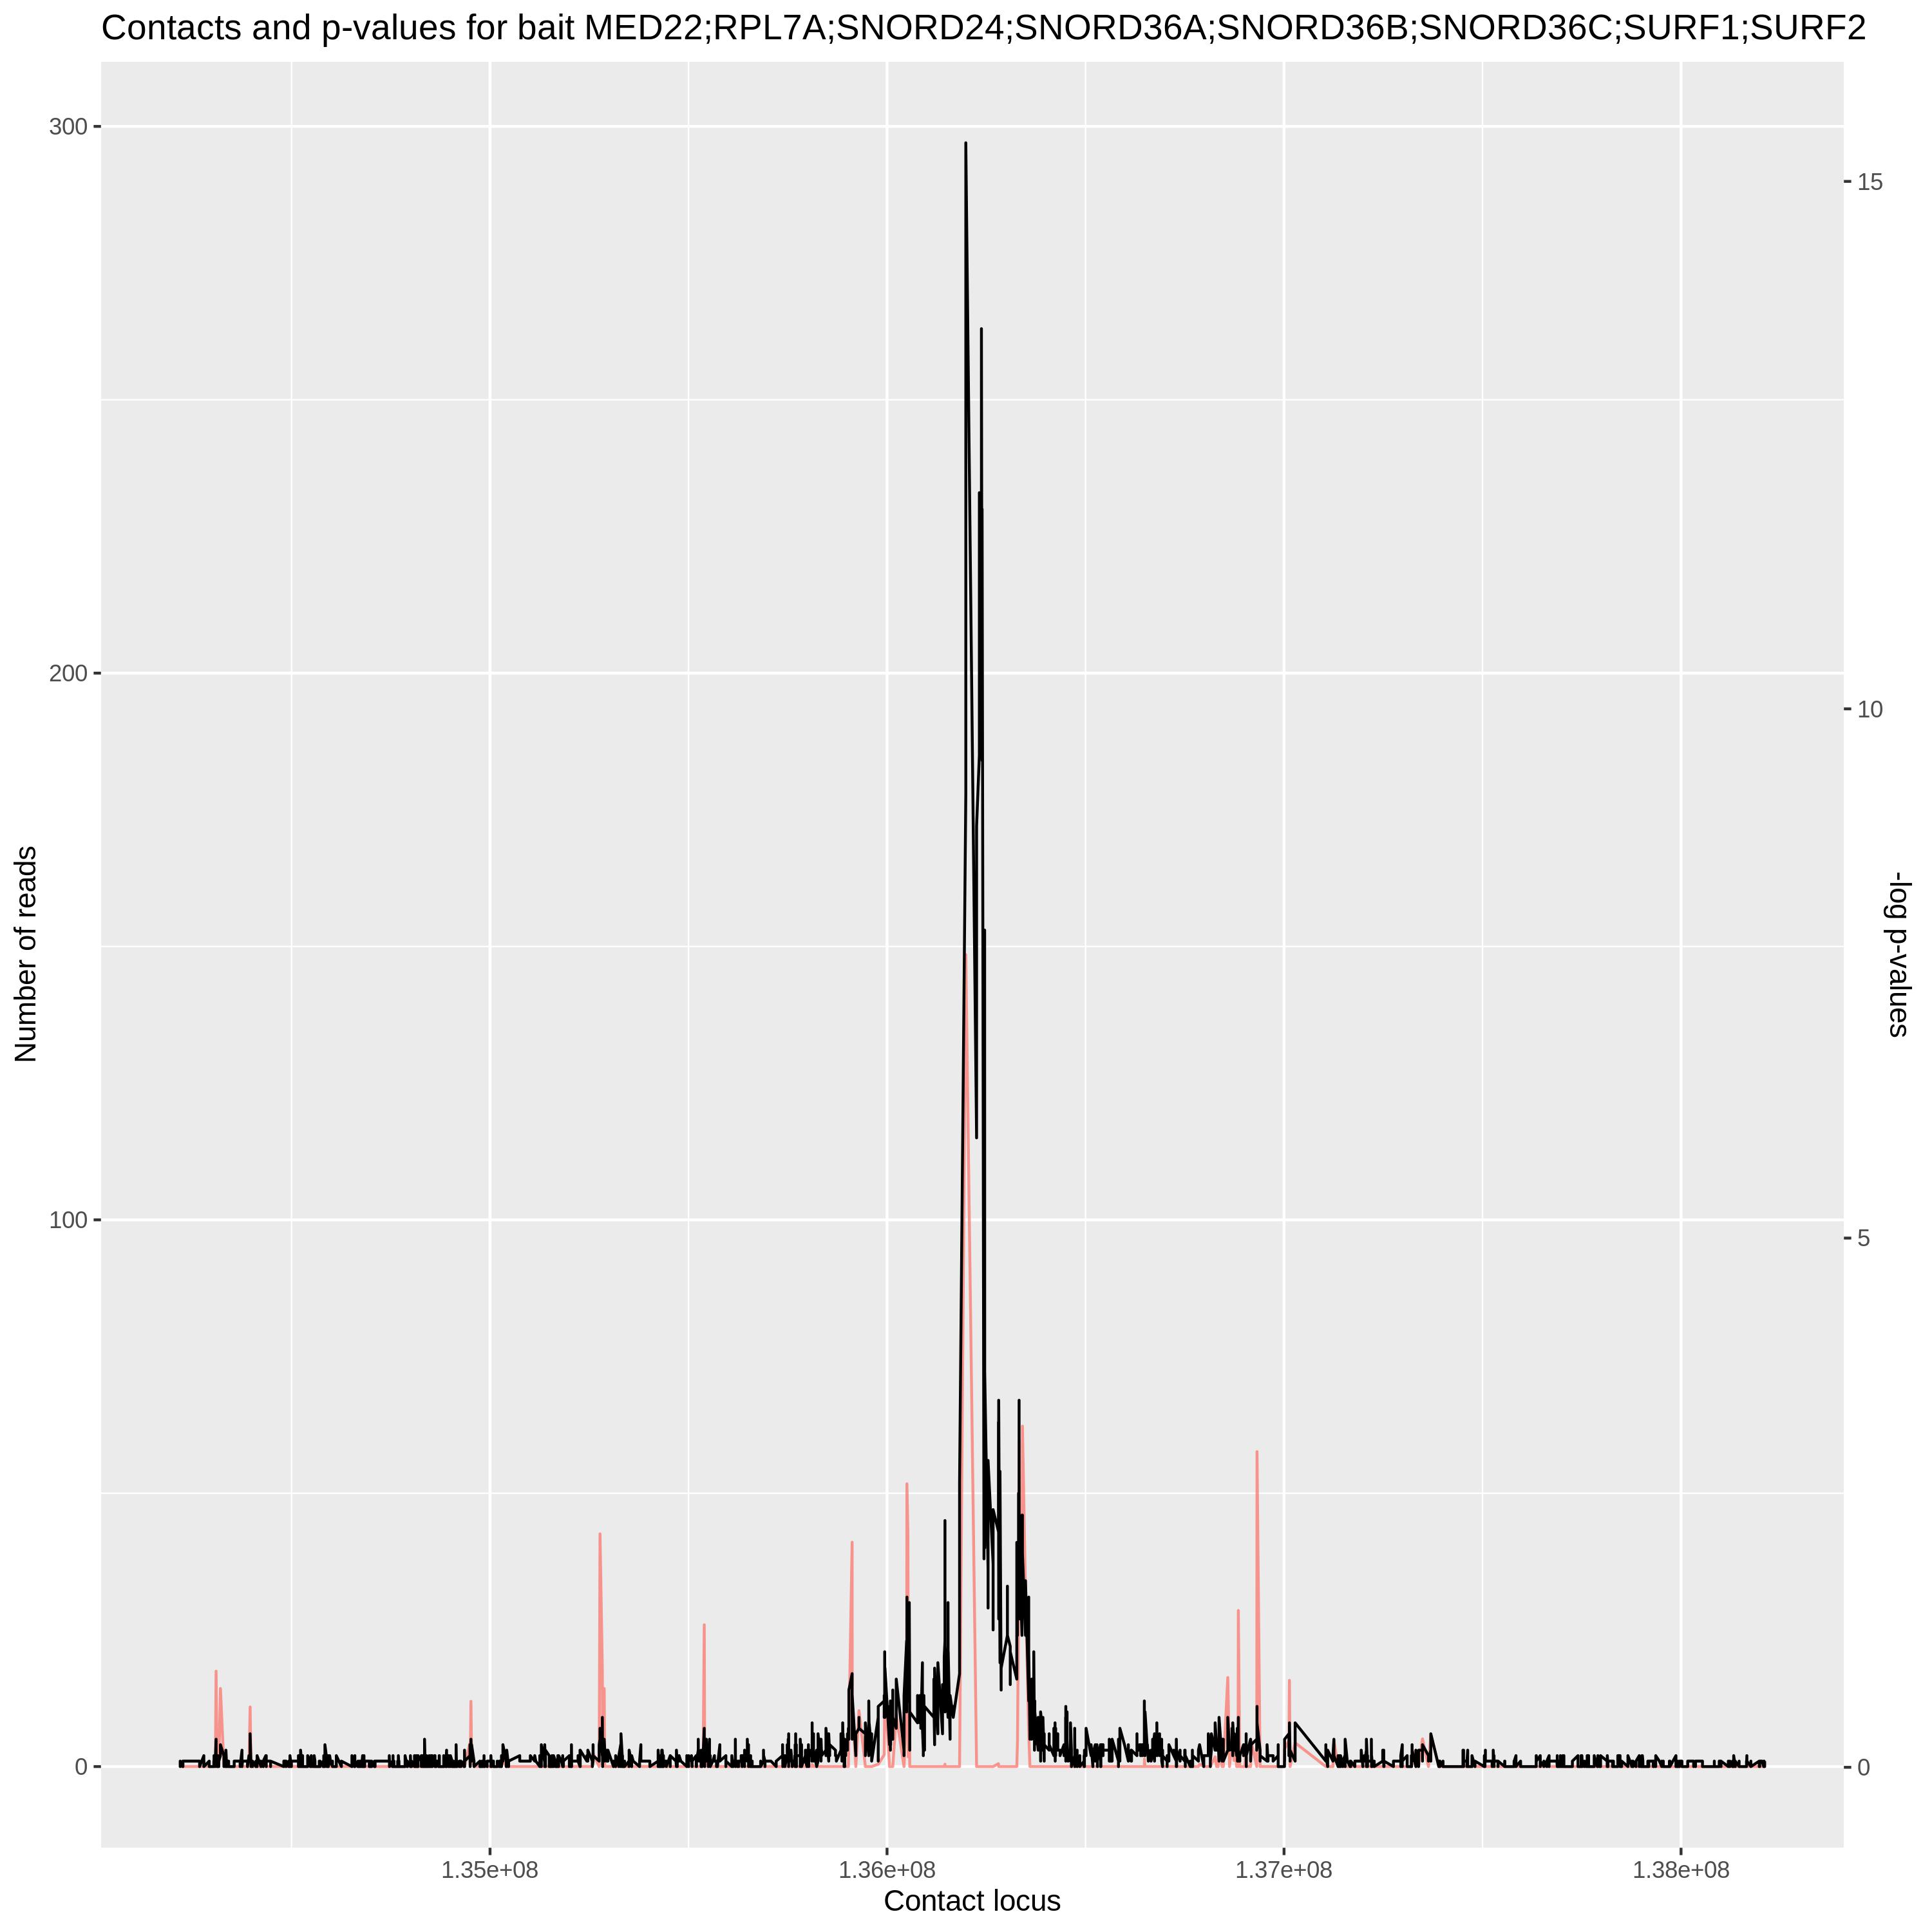 Contacts and p-values for bait MED22;RPL7A;SNORD24;SNORD36A;SNORD36B;SNORD36C;SURF1;SURF2
300
15
200
10
Number of reads
-log p-values
100
5
0
0
1.35e+08 1.36e+08 1.37e+08 1.38e+08
Contact locus